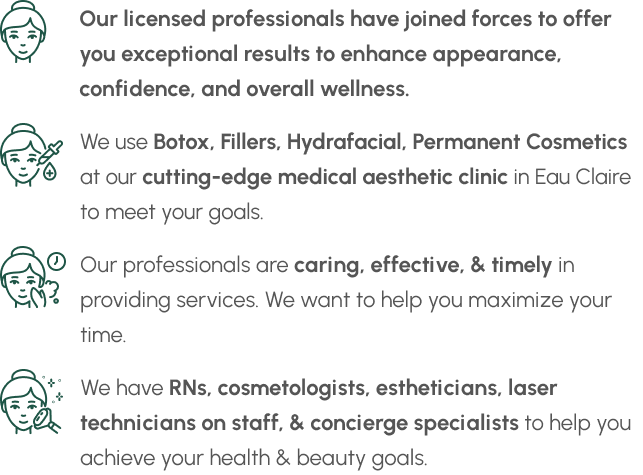 Our licensed professionals have joined forces to offer
you exceptional results to enhance appearance,
confidence, and overall wellness.
We use Botox, Fillers, Hydrafacial, Permanent Cosmetics
at our cutting-edge medical aesthetic clinic in Eau Claire
to meet your goals.
Our professionals are caring, effective, & timely in
providing services. We want to help you maximize your
time.
We have RNs, cosmetologists, estheticians, laser
technicians on staff, & concierge specialists to help you
achieve your health & beauty goals.